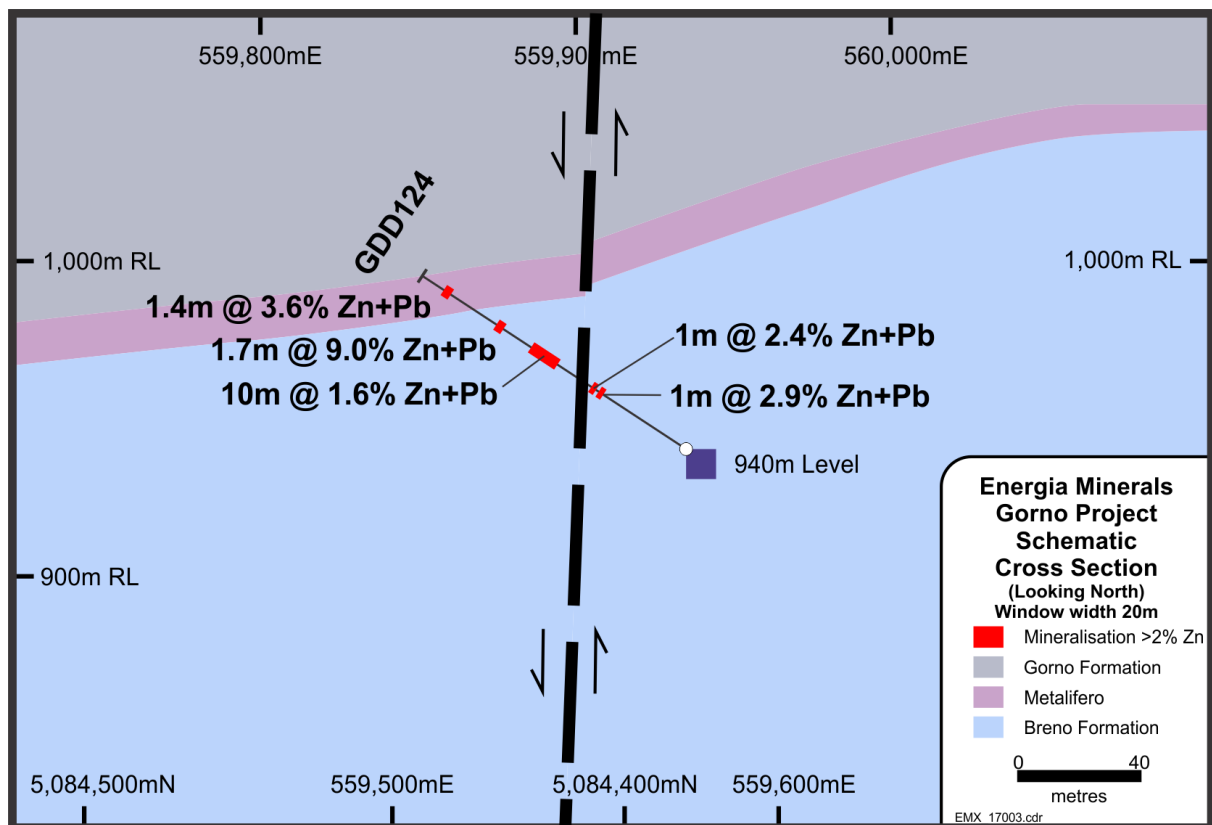 559,800mE
559,900mE
560,000mE
GDD124
1,000m RL
1,000m RL
1.4m @ 3.6% Zn+Pb
1.7m @ 9.0% Zn+Pb
10m @ 1.6% Zn+Pb
1m @ 2.4% Zn+Pb
1m @ 2.9% Zn+Pb
940m Level
900m RL
Energia Minerals
Gorno Project
Schematic
Cross Section
(Looking North)
Window width 20m
Mineralisation >2% Zn
Gorno Formation
Metalifero
Breno Formation
0 40
metres
EMX_17003.cdr
5,084,500mN
559,500mE
5,084,400mN
559,600mE